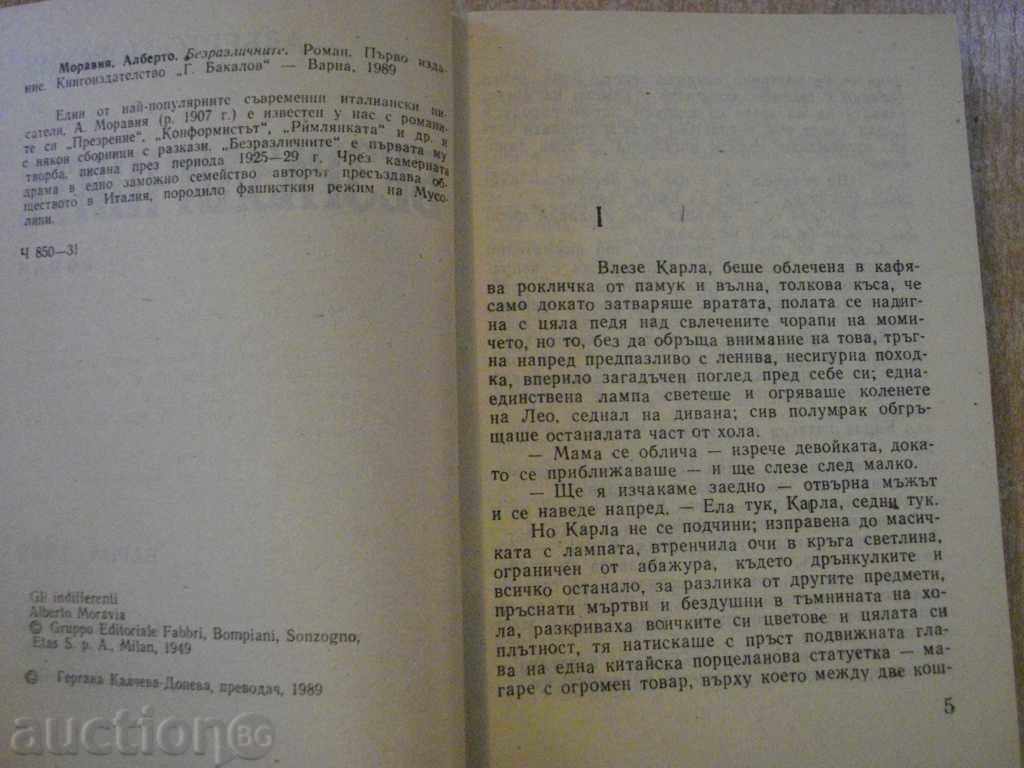 Моравия, Алберто. Безразличните. Роман. Първо изда-
ние. Книгоиздателство „Г. Бакалов“ — Варна, 1989
Един от най-популярните съвременни италиански пи-
сатели, А. Моравия (р. 1907 г.) е известен у нас с романи-
те си „Презрение“, „Конформистът“, „Римлянката“ и др. и
с някои сборници с разкази. „Безразличните“ е първата му
творба, писана през периода 1925—29 г. Чрез камерната
драма в едно заможно семейство авторът пресъздава об-
ществото в Италия, породило фашисткия режим на Мусо-
лини.
Ч 850—31
Gli indifferenti
Alberto Moravia
© Gruppo Editoriale Fabbri, Bompiani, Sonzogno,
Etas S. p. A., Milan, 1949
© Гергана Калчева-Донева, преводач, 1989
I
Влезе Карла, беше облечена в кафя-
ва рокличка от памук и вълна, толкова къса, че
само докато затваряше вратата, полата се надиг-
на с цяла педя над свлечените чорапи на моми-
чето, но то, без да обръща внимание на това, тръг-
на напред предпазливо с ленива, несигурна поход-
ка, вперило загадъчен поглед пред себе си; една-
единствена лампа светеше и огряваше коленете
на Лео, седнал на дивана; сив полумрак обгръ-
щаше останалата част от хола.
— Мама се облича — изрече девойката, дока-
то се приближаваше — и ще слезе след малко.
— Ще я изчакаме заедно — отвърна мъжът
и се наведе напред. — Ела тук, Карла, седни тук.
Но Карла не се подчини; изправена до масич-
ката с лампата, втренчила очи в кръга светлина,
ограничен от абажура, където дрънкулките и
всичко останало, за разлика от другите предмети,
пръснати мъртви и бездушни в тъмнината на хо-
ла, разкриваха всичките си цветове и цялата си
плътност, тя натискаше с пръст подвижната гла-
ва на една китайска порцеланова статуетка — ма-
гаре с огромен товар, върху което между две кош-
5
auction BG